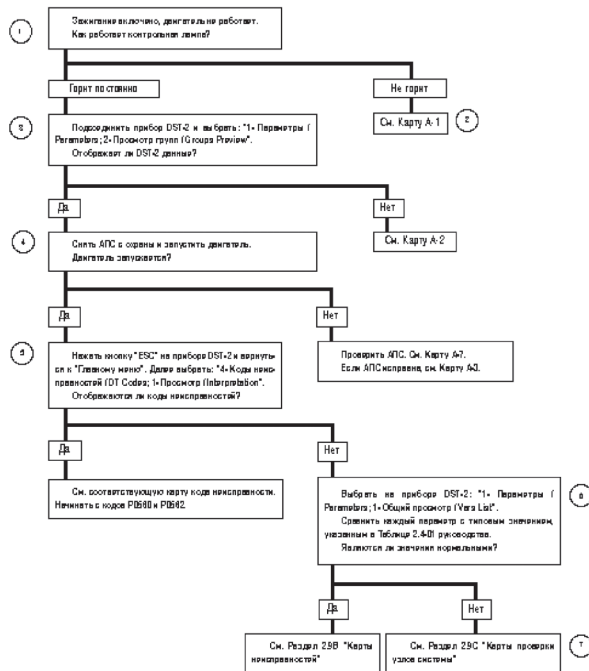 1
Зажигание включено, двигатель не работает.
Как работает контрольная лампа?
Горит постоянно
Не горит
См. Карту А-1
2
3
Подсоединить прибор DST-2 и выбрать: "1- Параметры /
Parameters; 2- Просмотр групп /Groups Preview".
Отображает ли DST-2 данные?
Да
Нет
См. Карту А-2
4
Снять АПС с охраны и запустить двигатель.
Двигатель запускается?
Да
Нет
5
Нажать кнопку "ESC" на приборе DST-2 и вернуть-
ся к "Главному меню". Далее выбрать: "4- Коды неис-
правностей /DT Codes; 1- Просмотр /Interpretation".
Отображаются ли коды неисправностей?
Проверить АПС. См. Карту А-7.
Если АПС исправна, см. Карту А-3.
Да
Нет
См. соответствующую карту кода неисправности.
Начинать с кодов Р0560 и Р0562.
Выбрать на приборе DST-2: "1- Параметры /
Parameters; 1- Общий просмотр /Vars List".
Сравнить каждый параметр с типовым значением,
указанным в Таблице 2.4-01 руководства.
Являются ли значения нормальными?
6
Да
Нет
См. Раздел 2.9В "Карты
неисправностей"
См. Раздел 2.9С "Карты проверки
узлов системы"
7